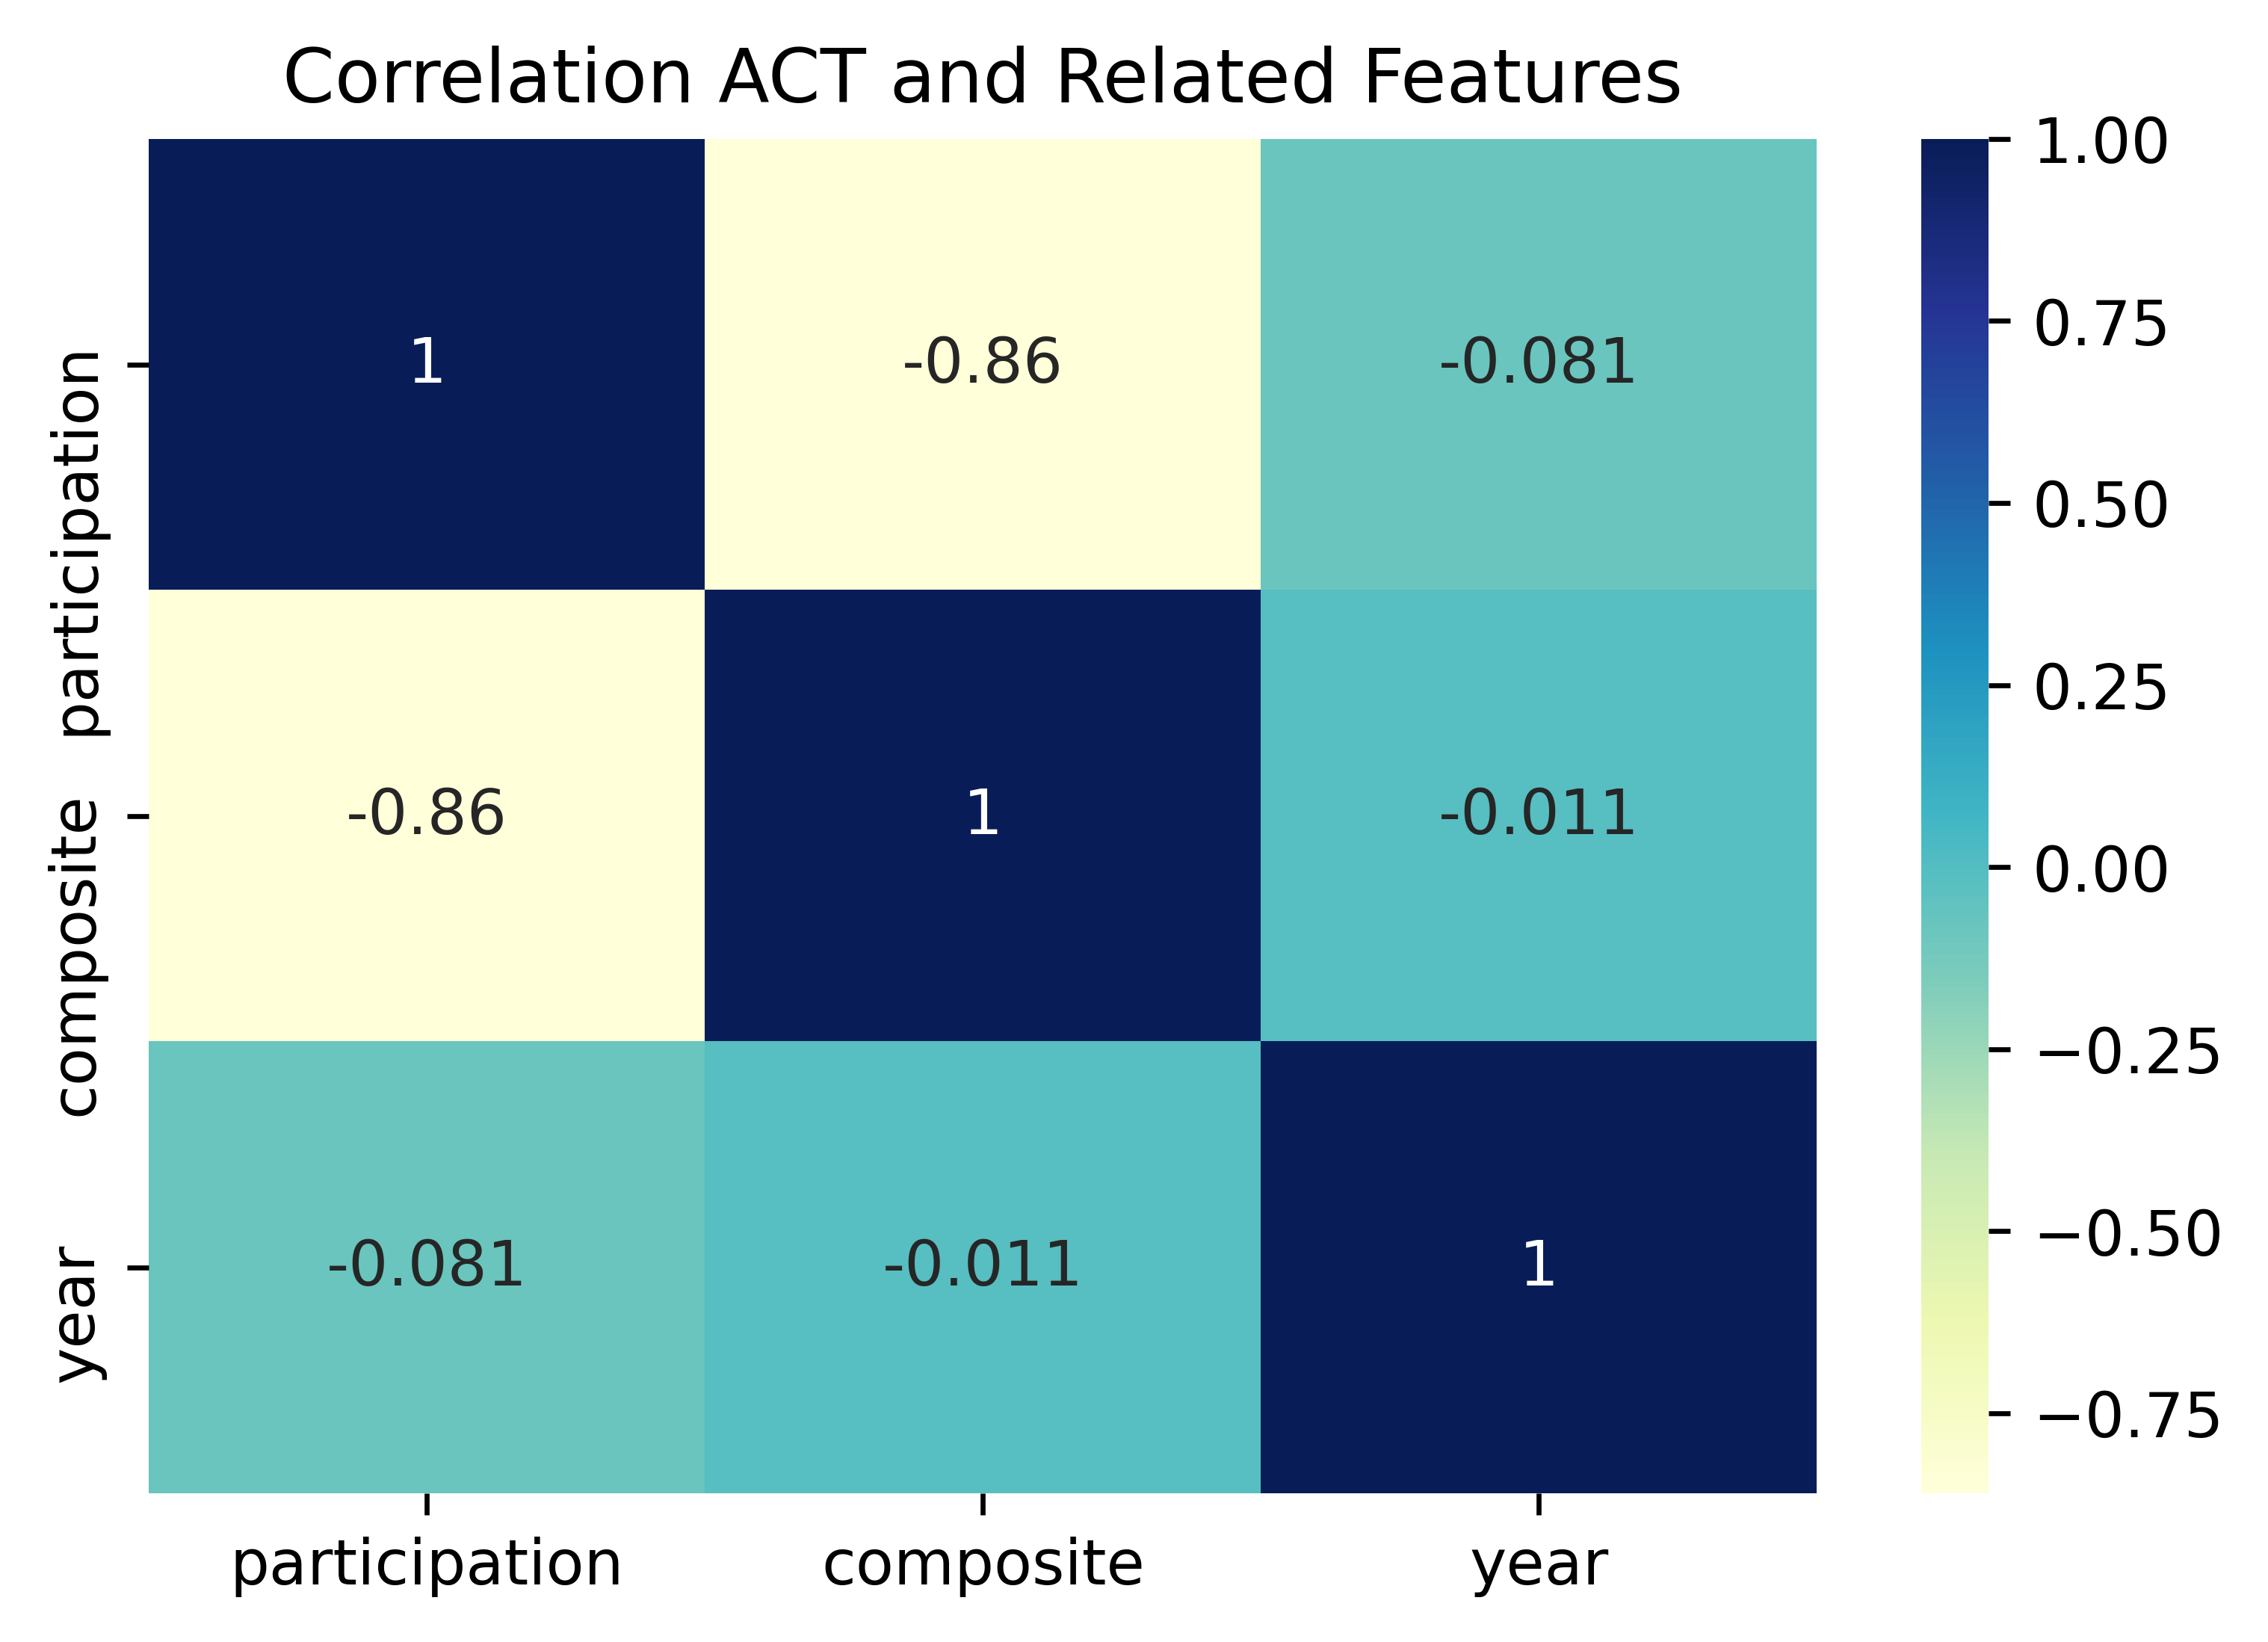 Correlation ACT and Related Features
participation
1
-0.86
-0.081
composite
-0.86
1
-0.011
year
-0.081
-0.011
1
participation
composite
year
1.00
0.75
0.50
0.25
0.00
−0.25
−0.50
−0.75